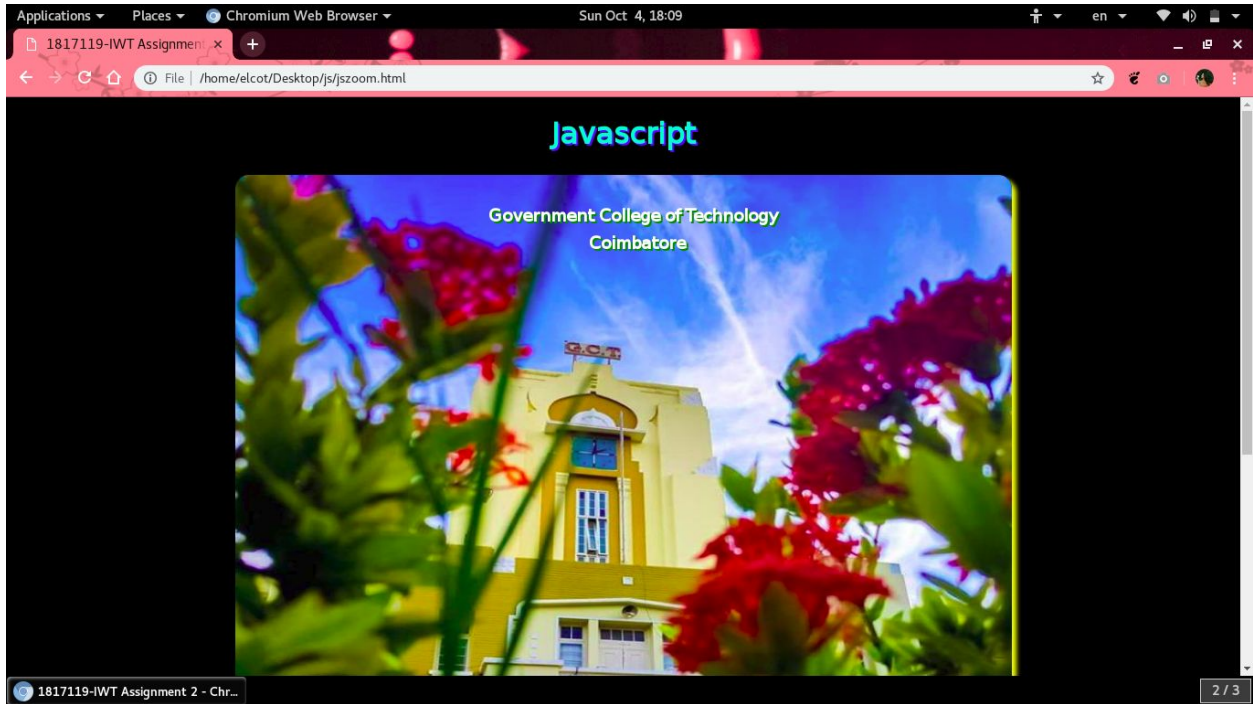 Applications Places Chromium Web Browser Sun Oct 4, 18:09 en
1817119-IWT Assignment
File /home/elcot/Desktop/js/jszoom.html
Javascript
Government College of Technology
Coimbatore
G.C.T.
1817119-IWT Assignment 2 - Chr... 2 / 3